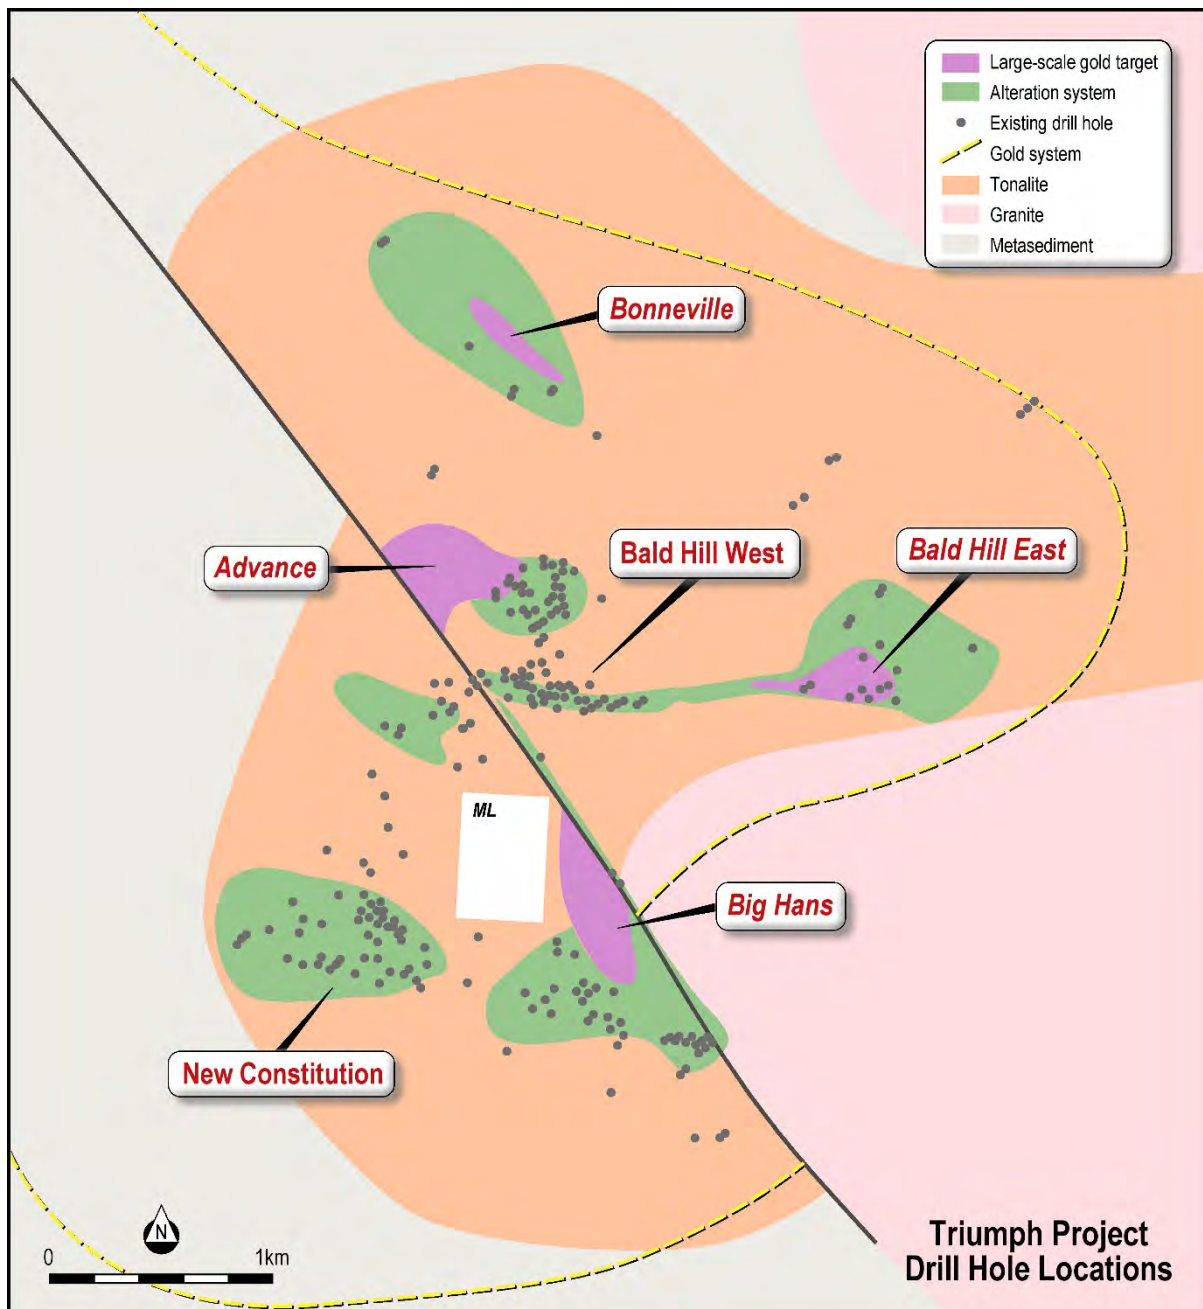 Large-scale gold target
Alteration system
Existing drill hole
Gold system
Tonalite
Granite
Metasediment
Bonneville
Advance
Bald Hill West
Bald Hill East
ML
Big Hans
New Constitution
N
0 1km
Triumph Project
Drill Hole Locations